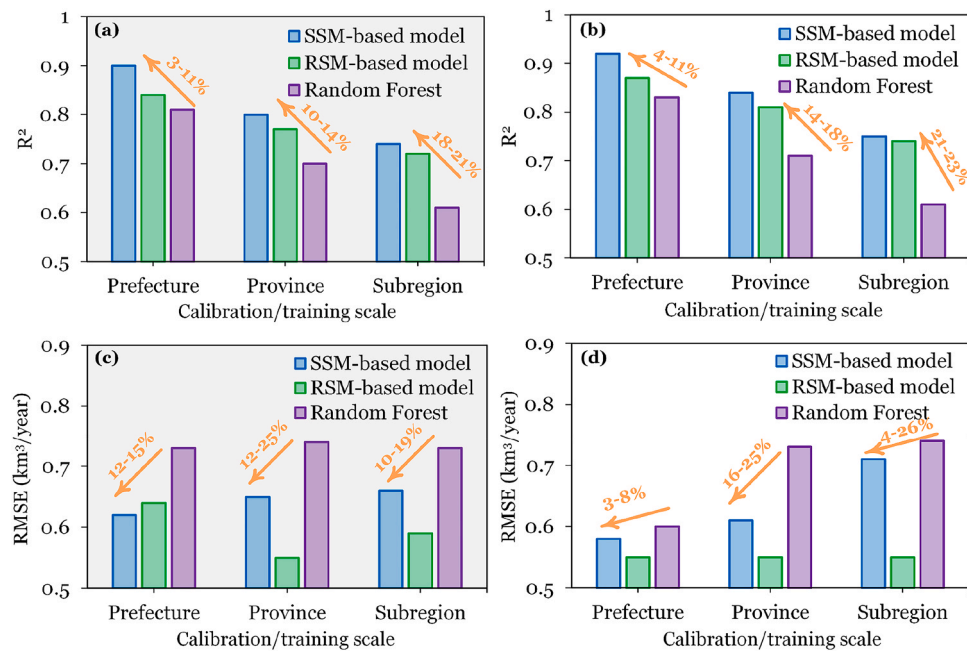 (a)
SSM-based model
RSM-based model
Random Forest
3-11%
10-14%
18-21%
1
0.9
0.8
0.7
0.6
0.5
R²
Prefecture Province Subregion
Calibration/training scale
(b)
SSM-based model
RSM-based model
Random Forest
4-11%
14-18%
21-23%
1
0.9
0.8
0.7
0.6
0.5
R²
Prefecture Province Subregion
Calibration/training scale
(c)
SSM-based model
RSM-based model
Random Forest
12-15%
12-25%
10-19%
0.9
0.8
0.7
0.6
0.5
RMSE (km³/year)
Prefecture Province Subregion
Calibration/training scale
(d)
SSM-based model
RSM-based model
Random Forest
3-8%
16-25%
4-26%
0.9
0.8
0.7
0.6
0.5
RMSE (km³/year)
Prefecture Province Subregion
Calibration/training scale